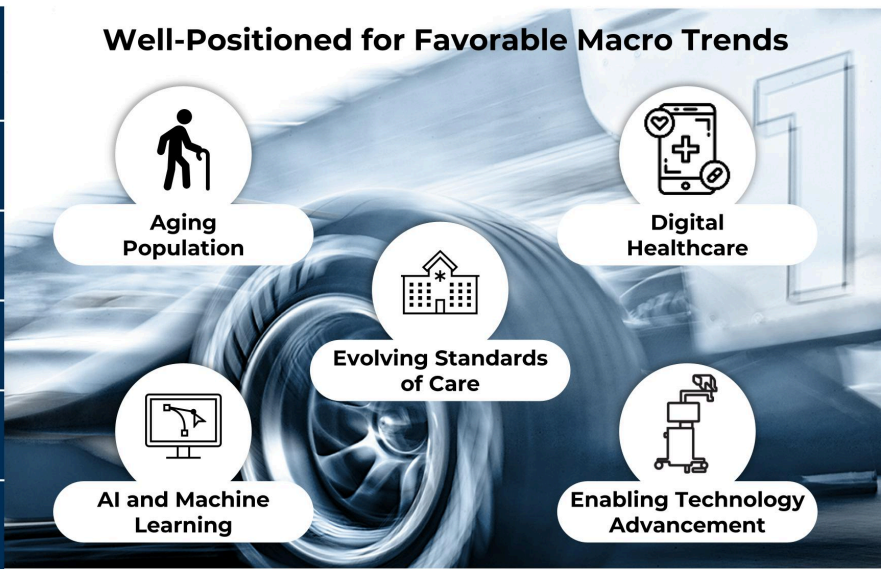 Well-Positioned for Favorable Macro Trends
Aging
Population
Digital
Healthcare
Evolving Standards
of Care
AI and Machine
Learning
Enabling Technology
Advancement
1